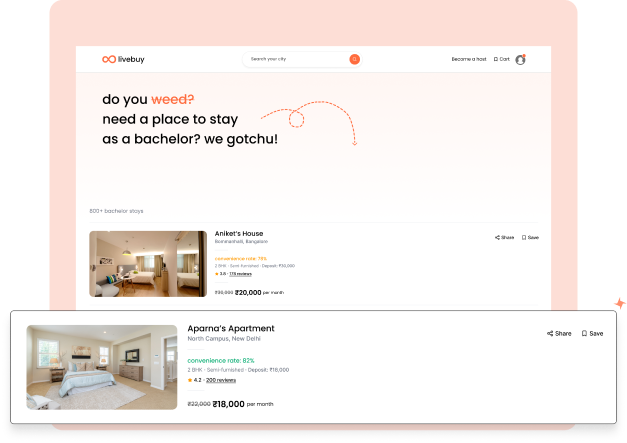 livebuy
Search your city
Become a host
Cart
do you weed?
need a place to stay
as a bachelor? we gotchu!
800+ bachelor stays
Aniket's House
Bommanhalli, Bangalore
Share
Save
convenience rate: 78%
2 BHK · Semi-furnished · Deposit: ₹30,000
3.8 · 178 reviews
₹30,000 ₹20,000 per month
Aparna's Apartment
North Campus, New Delhi
Share
Save
convenience rate: 82%
2 BHK · Semi-furnished · Deposit: ₹18,000
4.2 · 200 reviews
₹22,000 ₹18,000 per month